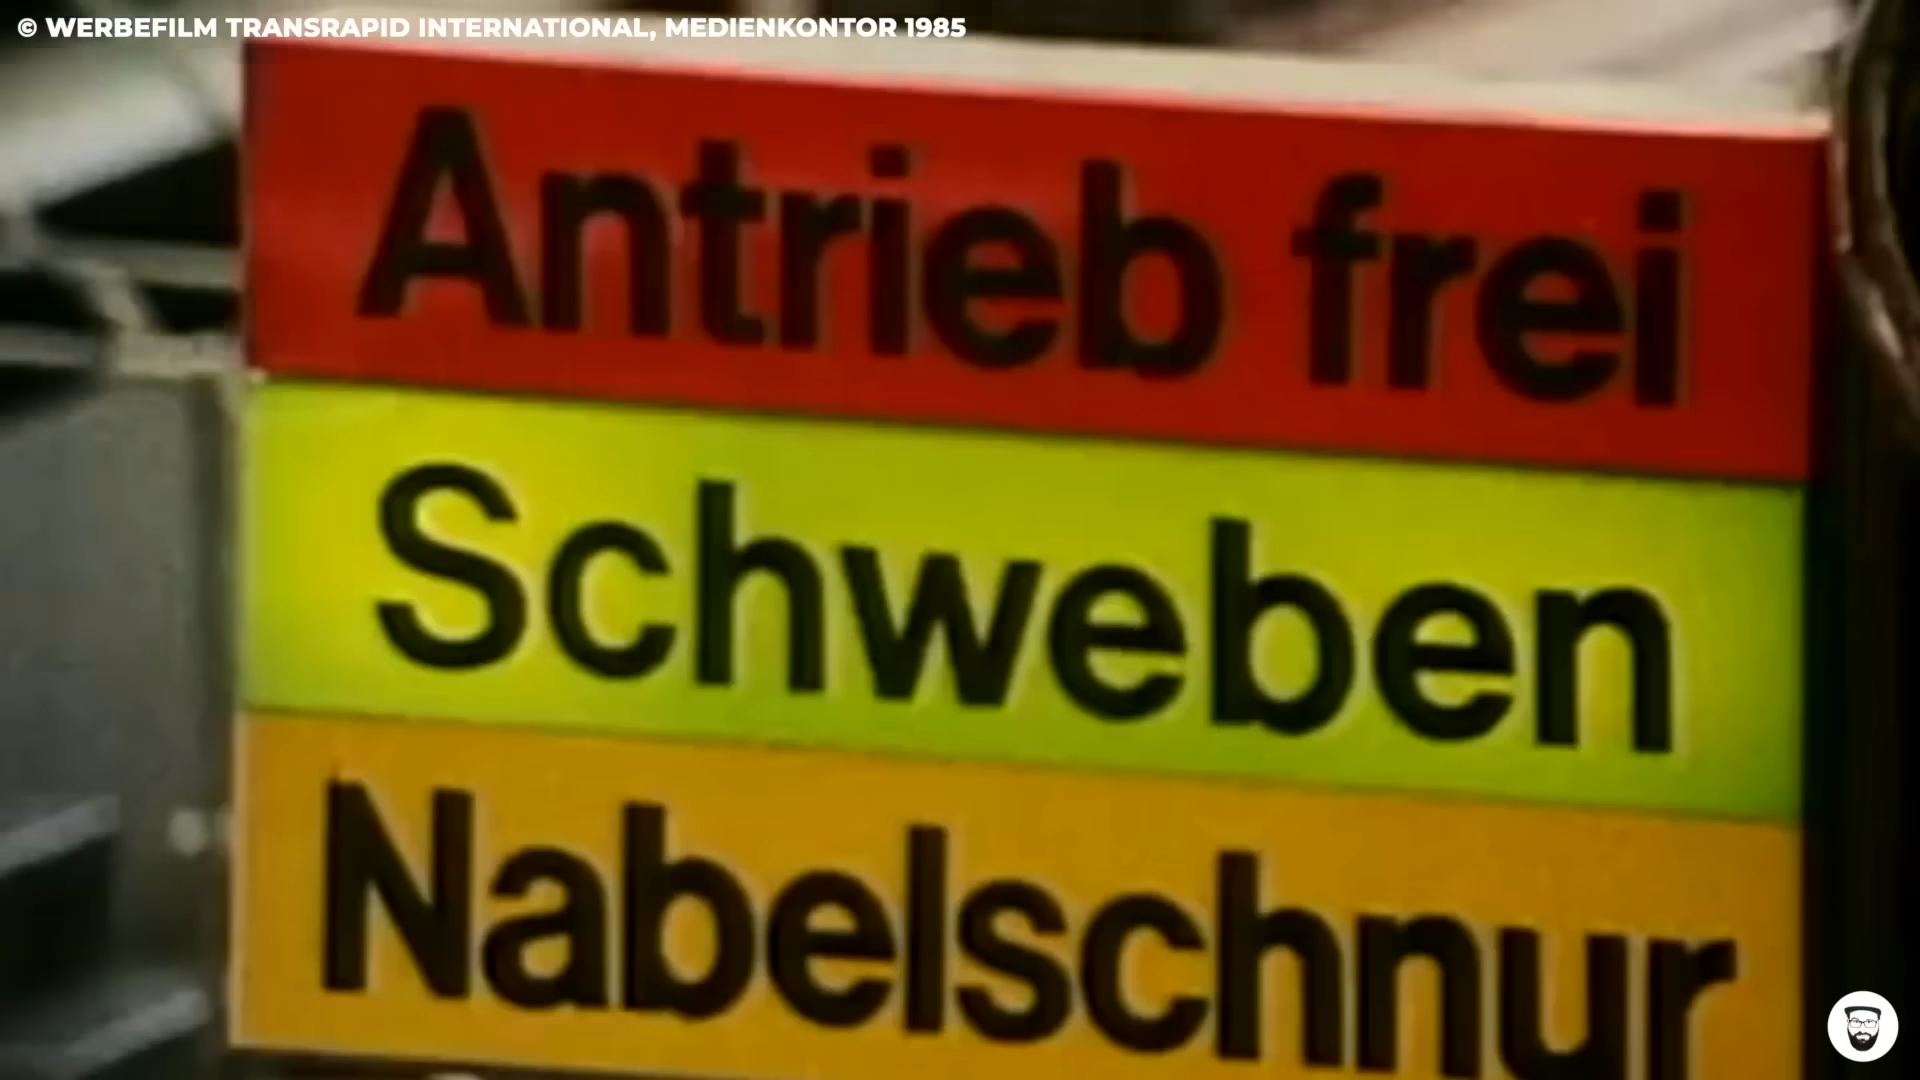 © WERBEFILM TRANSRAPID INTERNATIONAL, MEDIENKONTOR 1985
Antrieb frei
Schweben
Nabelschnur